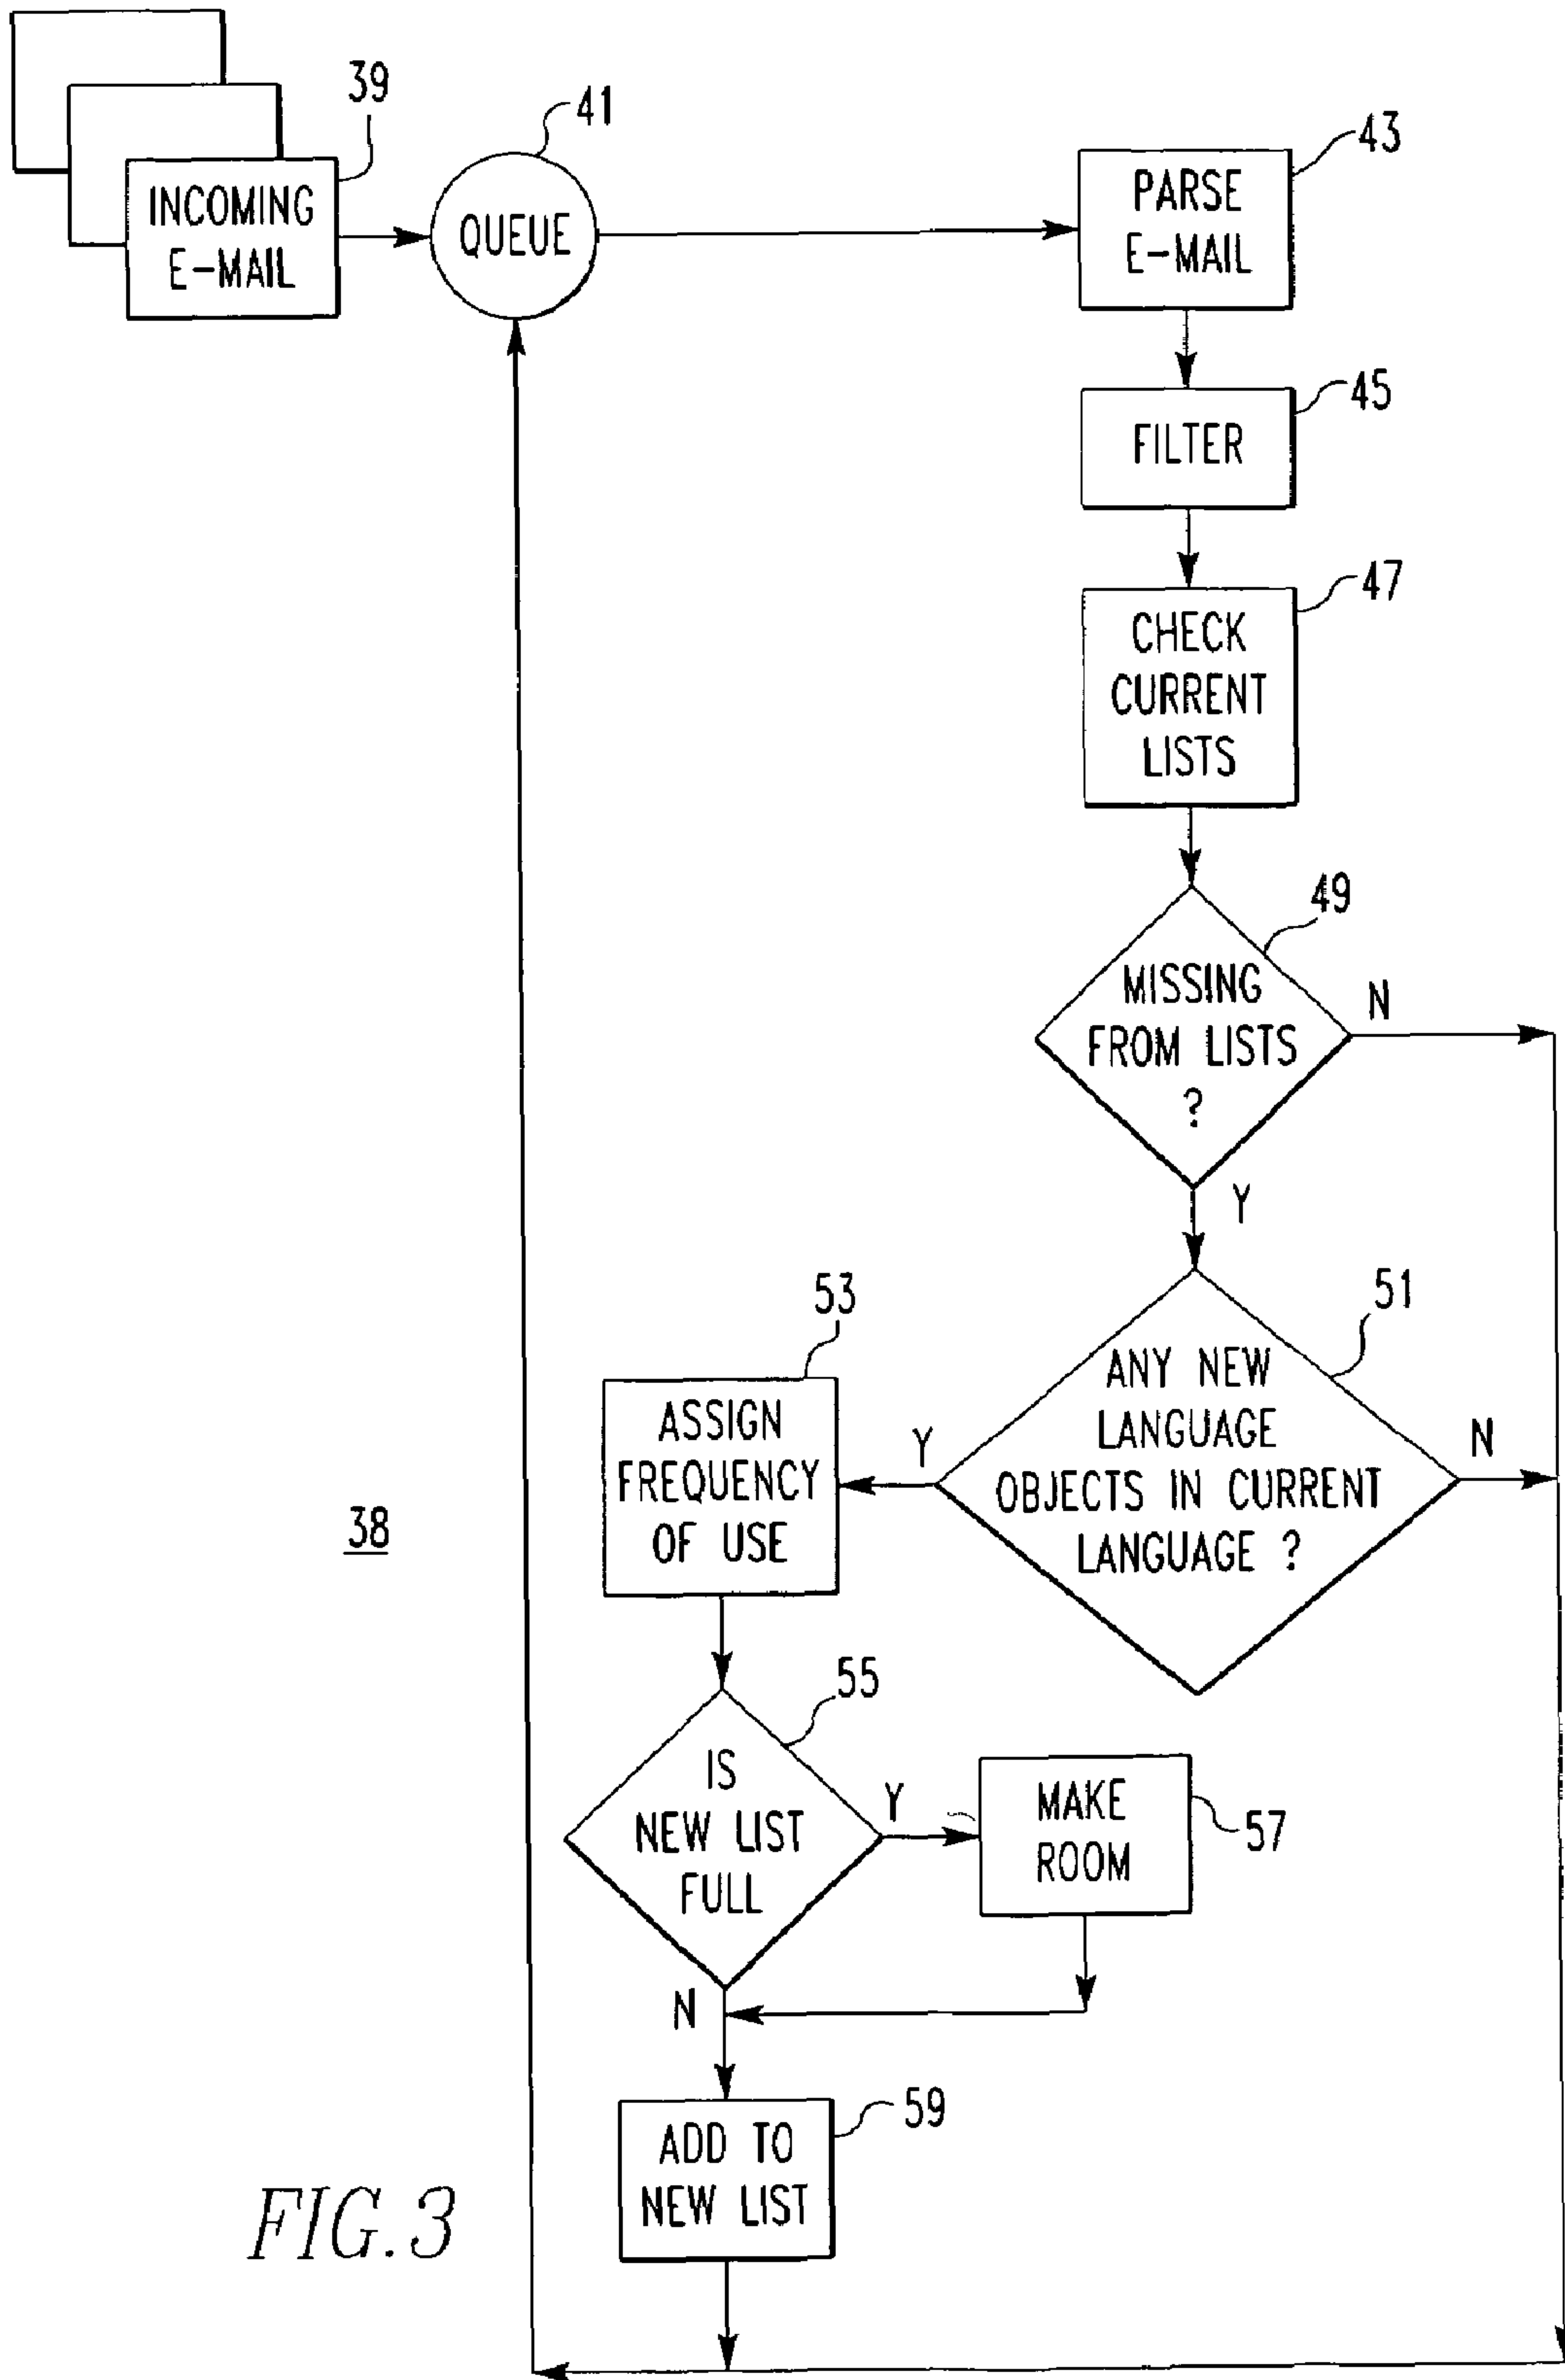 39
INCOMING
E-MAIL
41
QUEUE
43
PARSE
E-MAIL
45
FILTER
47
CHECK
CURRENT
LISTS
49
MISSING
FROM LISTS
?
N
Y
51
ANY NEW
LANGUAGE
OBJECTS IN CURRENT
LANGUAGE ?
N
Y
53
ASSIGN
FREQUENCY
OF USE
38
55
IS
NEW LIST
FULL
Y
MAKE
ROOM
57
N
59
ADD TO
NEW LIST
FIG.3